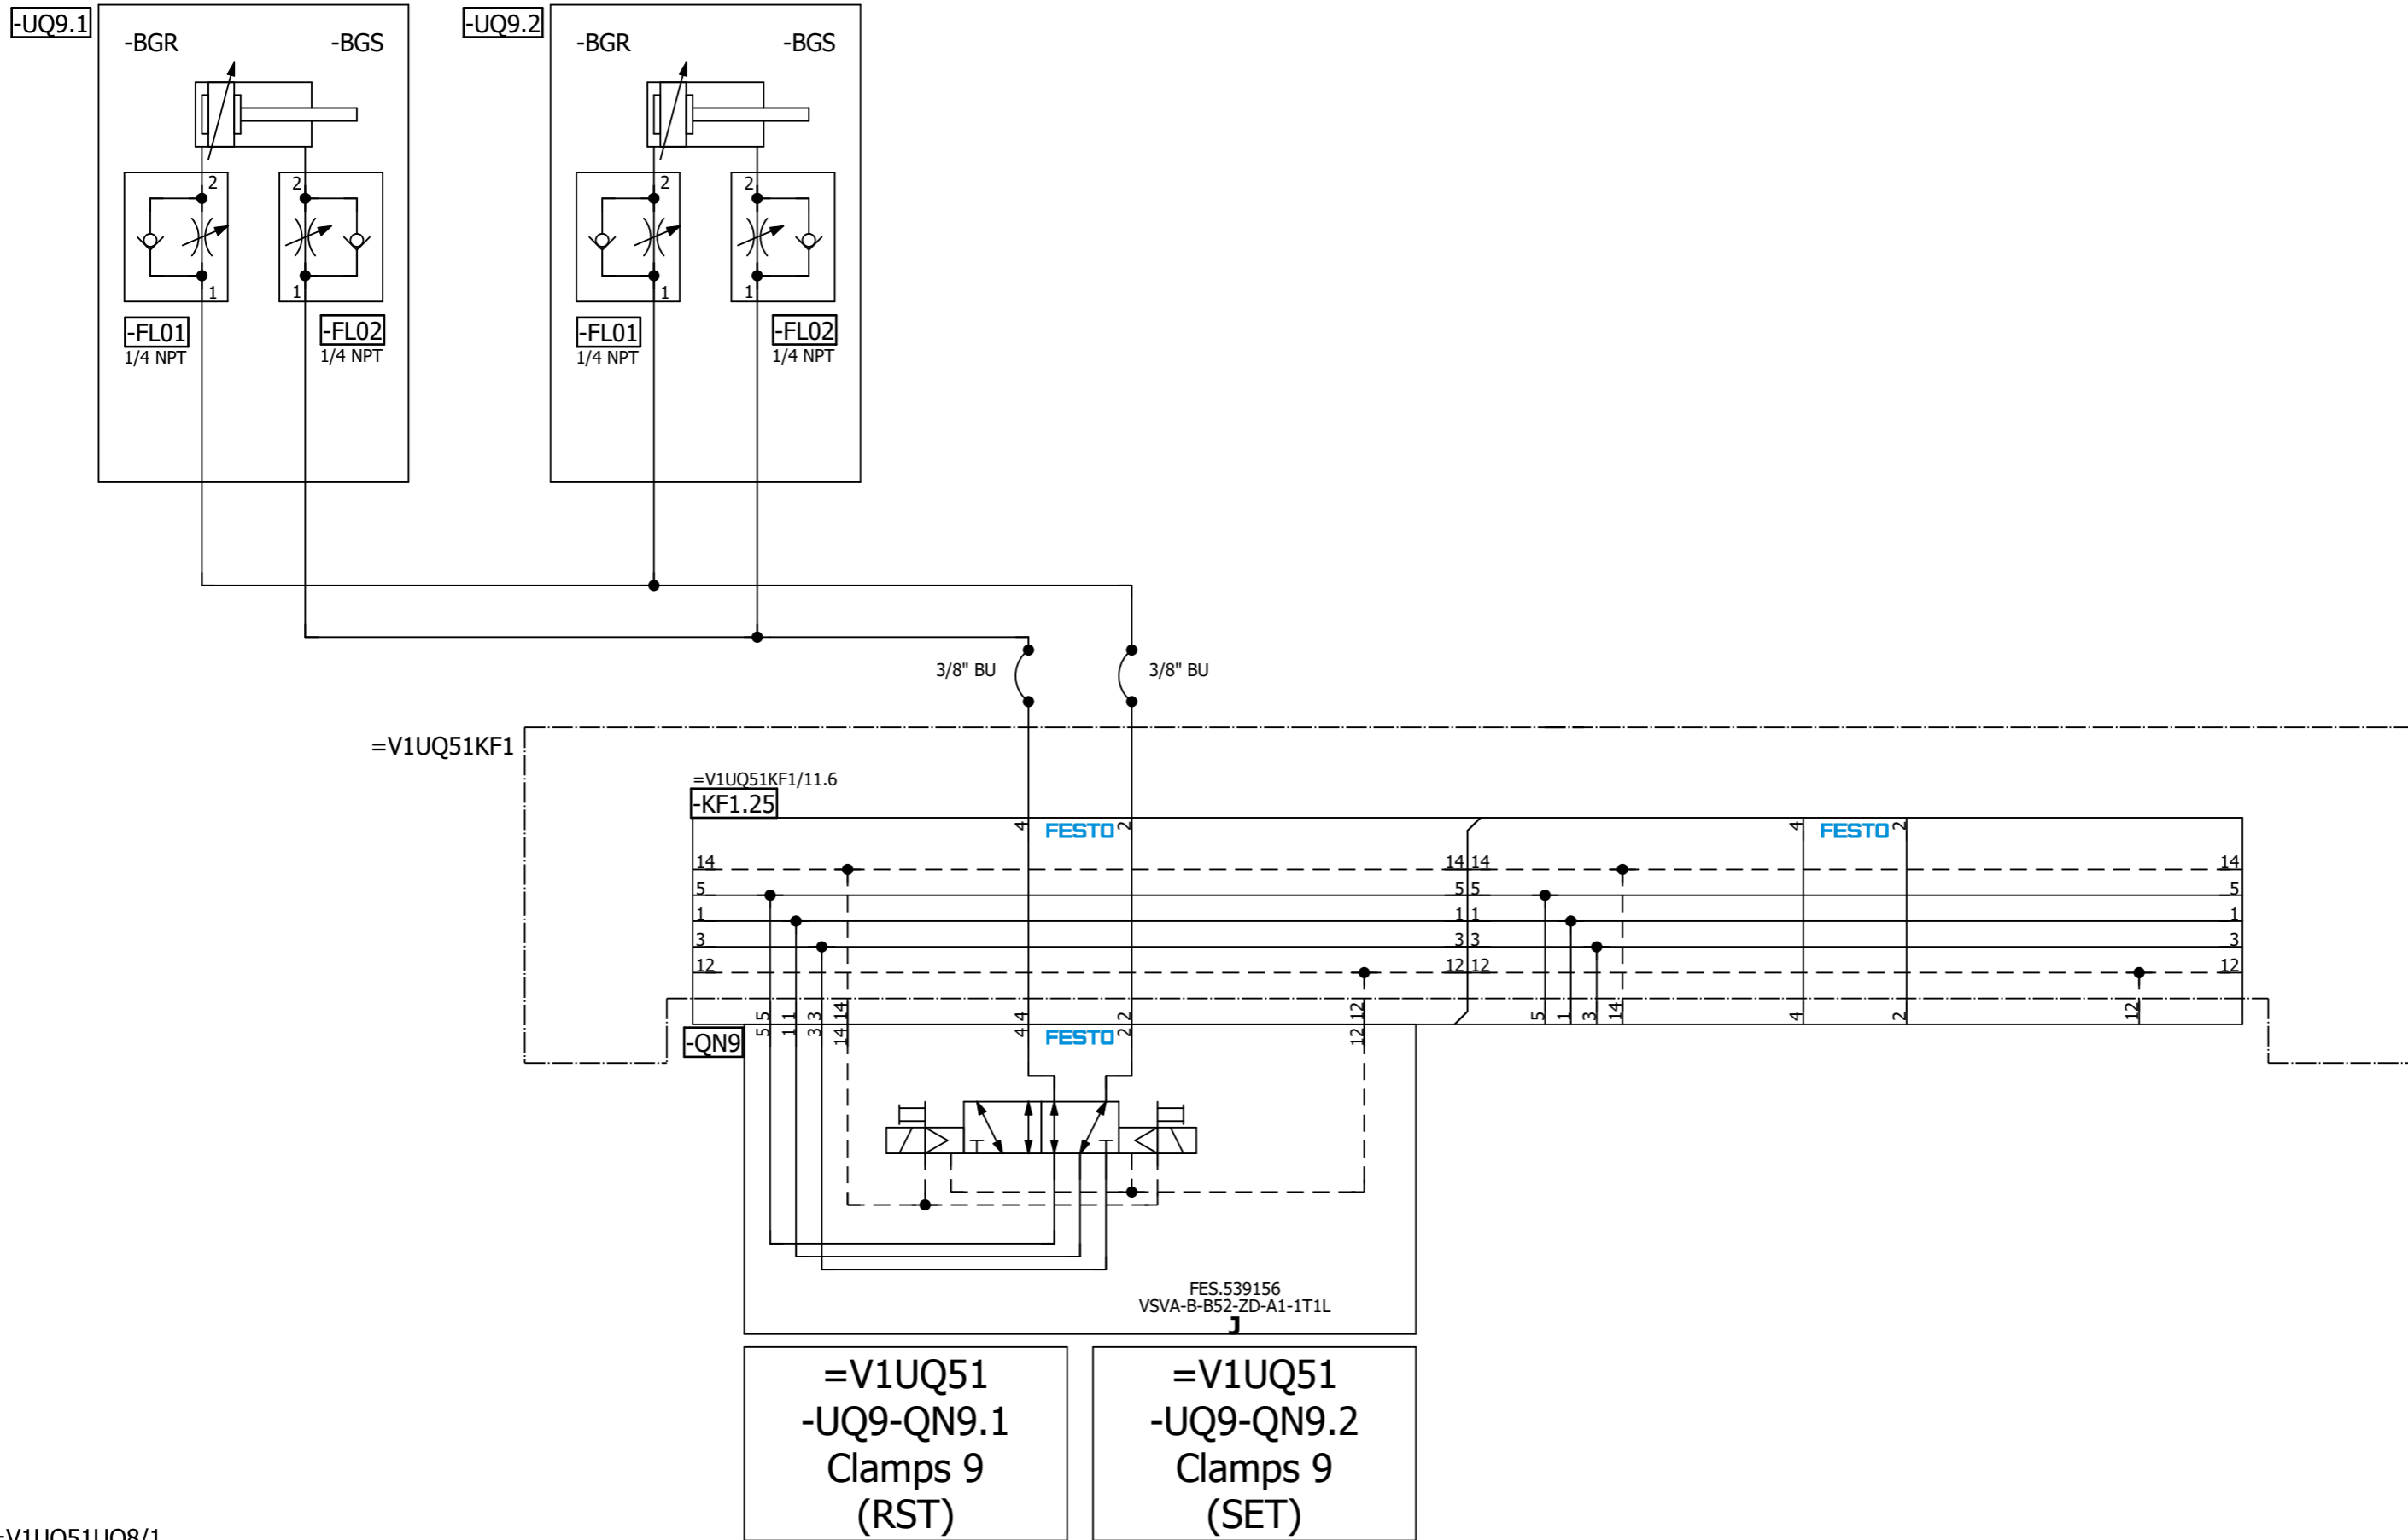 -UQ9.1
-BGR
-BGS
2
2
1
1
-FL01
1/4 NPT
-FL02
1/4 NPT
-UQ9.2
-BGR
-BGS
2
2
1
1
-FL01
1/4 NPT
-FL02
1/4 NPT
3/8" BU
3/8" BU
=V1UQ51KF1
=V1UQ51KF1/11.6
-KF1.25
4
FESTO
2
4
FESTO
2
14 14 14 14
5 5 5 5
1 1 1 1
3 3 3 3
12 12 12 12
5 1 3 14 4 2 12
5 1 3 14 4 2 12
-QN9
5 1 3 14 4 FESTO 2 12
FES.539156
VSVA-B-B52-ZD-A1-1T1L
J
=V1UQ51
-UQ9-QN9.1
Clamps 9
(RST)
=V1UQ51
-UQ9-QN9.2
Clamps 9
(SET)
=V1UQ51UQ8/1